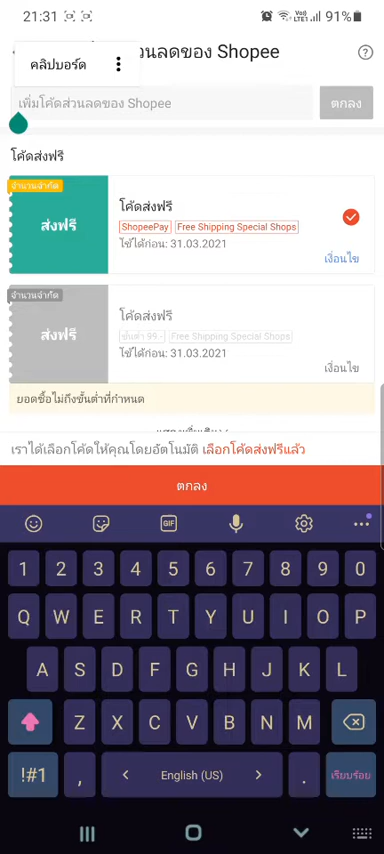 21:31
91%
ส่วนลดของ Shopee
คลิปบอร์ด
เพิ่มโค้ดส่วนลดของ Shopee
ตกลง
โค้ดส่งฟรี
จำนวนจำกัด
ส่งฟรี
โค้ดส่งฟรี
ShopeePay Free Shipping Special Shops
ใช้ได้ก่อน: 31.03.2021
เงื่อนไข
จำนวนจำกัด
ส่งฟรี
โค้ดส่งฟรี
ขั้นต่ำ 99.- Free Shipping Special Shops
ใช้ได้ก่อน: 31.03.2021
เงื่อนไข
ยอดซื้อไม่ถึงขั้นต่ำที่กำหนด
เราได้เลือกโค้ดให้คุณโดยอัตโนมัติ เลือกโค้ดส่งฟรีแล้ว
ตกลง
GIF
1 2 3 4 5 6 7 8 9 0
Q W E R T Y U I O P
A S D F G H J K L
Z X C V B N M
!#1 , English (US) . เรียบร้อย